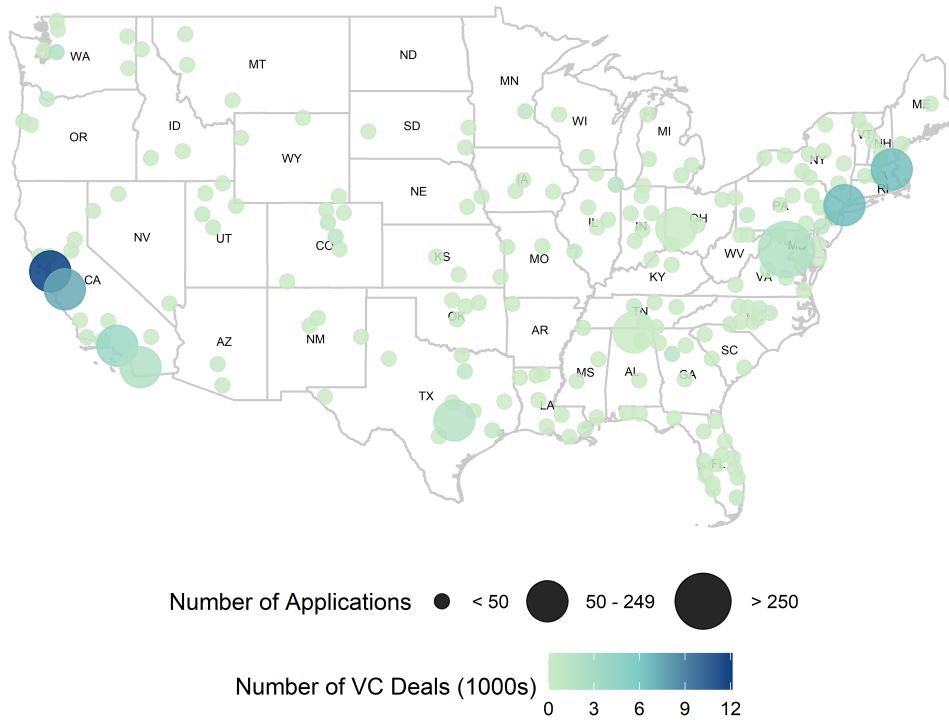 WA
MT
ND
MN
ME
OR
ID
SD
WI
MI
VT
NH
NY
WY
IA
NE
RI
NV
UT
CO
IL
IN
OH
PA
CA
KS
MO
WV
MD
KY
VA
AZ
NM
OK
AR
TN
SC
MS
AL
GA
TX
LA
FL
Number of Applications < 50 50 - 249 > 250
Number of VC Deals (1000s)
0 3 6 9 12